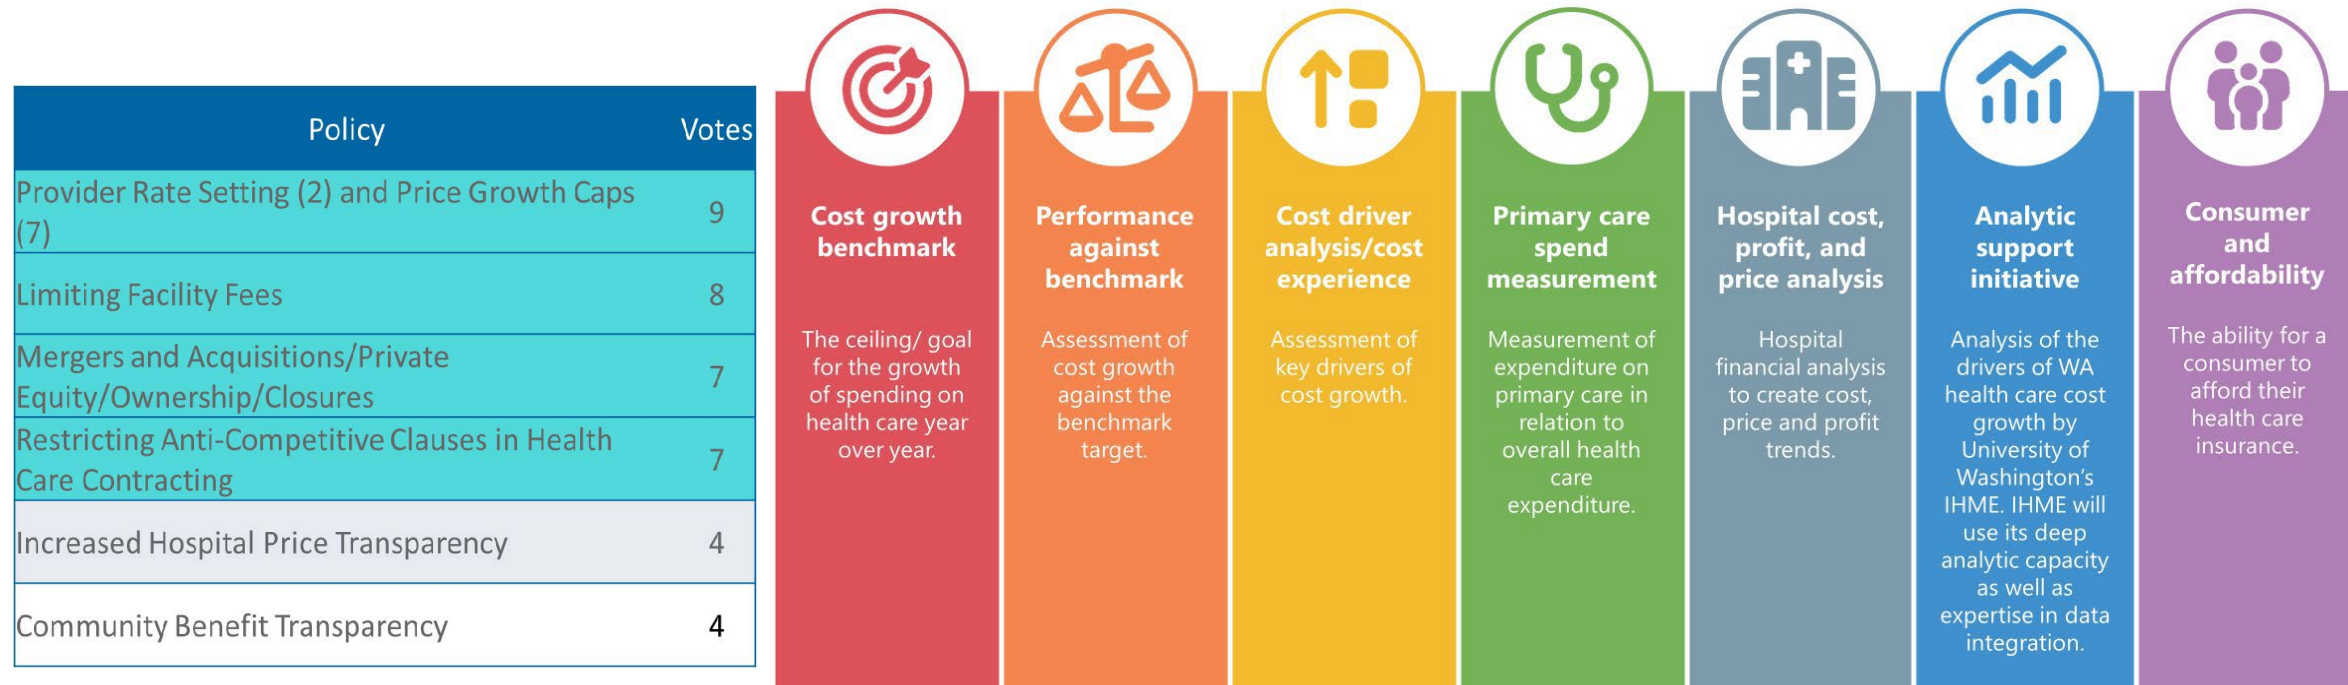 Policy Votes
Provider Rate Setting (2) and Price Growth Caps
(7)
9
Limiting Facility Fees 8
Mergers and Acquisitions/Private
Equity/Ownership/Closures
7
Restricting Anti-Competitive Clauses in Health
Care Contracting
7
Increased Hospital Price Transparency 4
Community Benefit Transparency 4
Cost growth
benchmark
The ceiling/ goal
for the growth
of spending on
health care year
over year.
Performance
against
benchmark
Assessment of
cost growth
against the
benchmark
target.
Cost driver
analysis/cost
experience
Assessment of
key drivers of
cost growth.
Primary care
spend
measurement
Measurement of
expenditure on
primary care in
relation to
overall health
care
expenditure.
Hospital cost,
profit, and
price analysis
Hospital
financial analysis
to create cost,
price and profit
trends.
Analytic
support
initiative
Analysis of the
drivers of WA
health care cost
growth by
University of
Washington's
IHME. IHME will
use its deep
analytic capacity
as well as
expertise in data
integration.
Consumer
and
affordability
The ability for a
consumer to
afford their
health care
insurance.